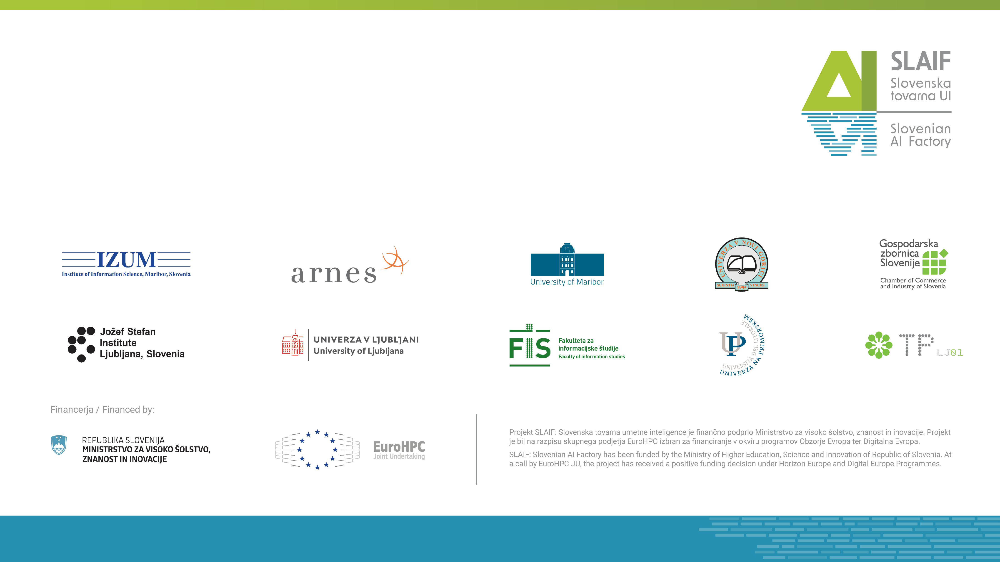 SLAIF
Slovenska
tovarna UI
Slovenian
AI Factory
IZUM
Institute of Information Science, Maribor, Slovenia
arnes
University of Maribor
UNIVERZA V NOVI GORICI
SCIENTIA 1995 VINCES
Gospodarska
zbornica
Slovenije
Chamber of Commerce
and Industry of Slovenia
Jožef Stefan
Institute
Ljubljana, Slovenia
UNIVERZA V LJUBLJANI
University of Ljubljana
FIS
Fakulteta za
informacijske študije
Faculty of information studies
UP
UNIVERSITÀ DEL LITORALE
UNIVERZA NA PRIMORSKEM
TP LJ01
Financerja / Financed by:
REPUBLIKA SLOVENIJA
MINISTRSTVO ZA VISOKO ŠOLSTVO,
ZNANOST IN INOVACIJE
EuroHPC
Joint Undertaking
Projekt SLAIF: Slovenska tovarna umetne inteligence je finančno podprlo Ministrstvo za visoko šolstvo, znanost in inovacije. Projekt
je bil na razpisu skupnega podjetja EuroHPC izbran za financiranje v okviru programov Obzorje Evropa ter Digitalna Evropa.
SLAIF: Slovenian AI Factory has been funded by the Ministry of Higher Education, Science and Innovation of Republic of Slovenia. At
a call by EuroHPC JU, the project has received a positive funding decision under Horizon Europe and Digital Europe Programmes.